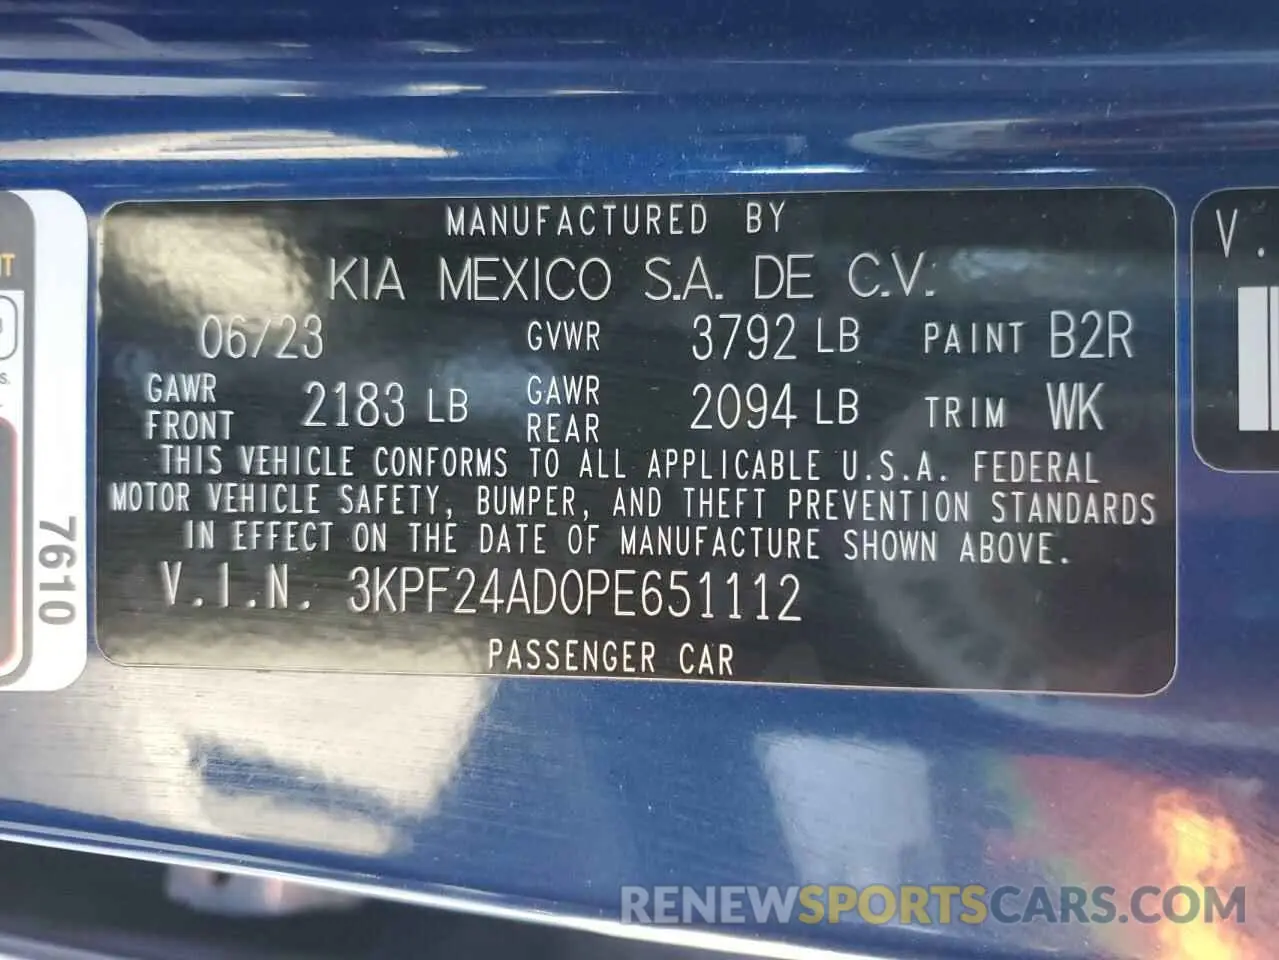 MANUFACTURED BY
KIA MEXICO S.A. DE C.V.
06/23 GVWR 3792 LB PAINT B2R
GAWR FRONT 2183 LB GAWR REAR 2094 LB TRIM WK
THIS VEHICLE CONFORMS TO ALL APPLICABLE U.S.A. FEDERAL
MOTOR VEHICLE SAFETY, BUMPER, AND THEFT PREVENTION STANDARDS
IN EFFECT ON THE DATE OF MANUFACTURE SHOWN ABOVE.
V.I.N. 3KPF24AD0PE651112
PASSENGER CAR
7610
V.
RENEWSPORTSCARS.COM